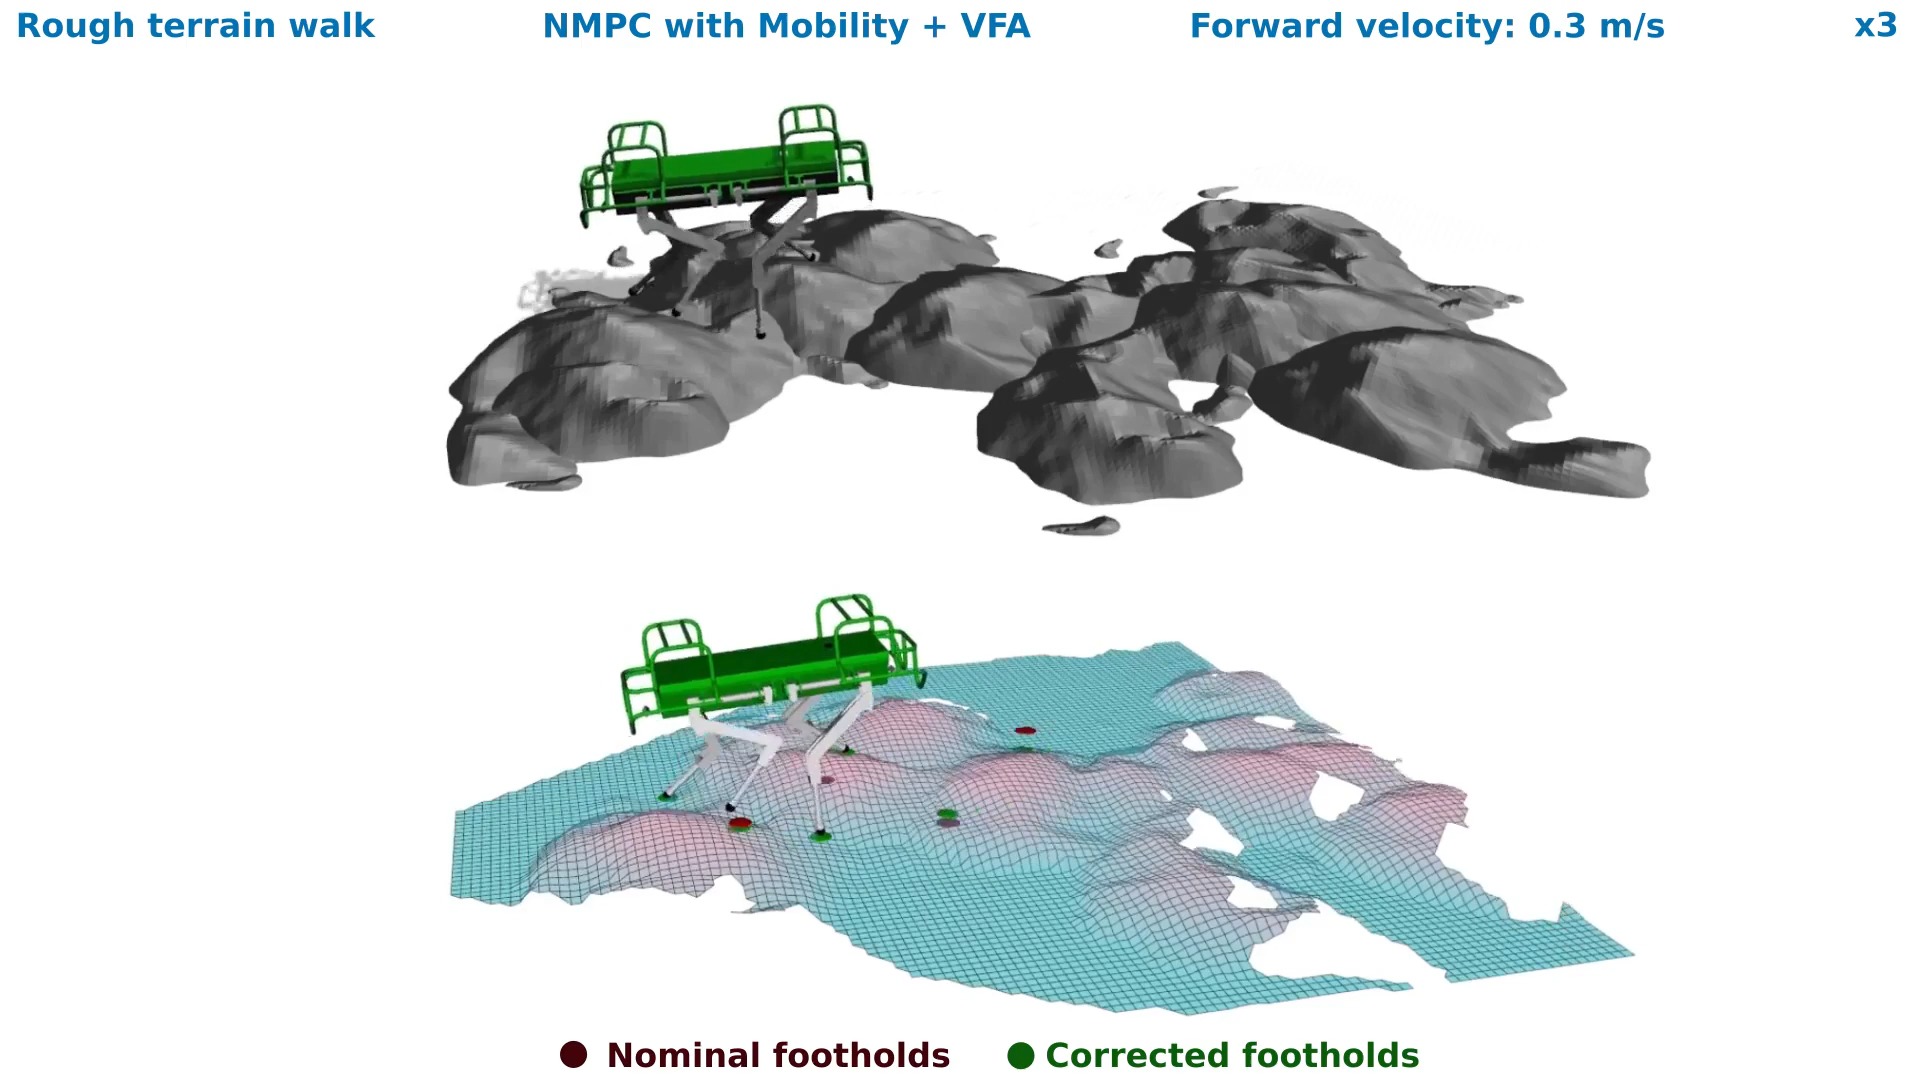 Rough terrain walk
NMPC with Mobility + VFA
Forward velocity: 0.3 m/s
x3
Nominal footholds
Corrected footholds